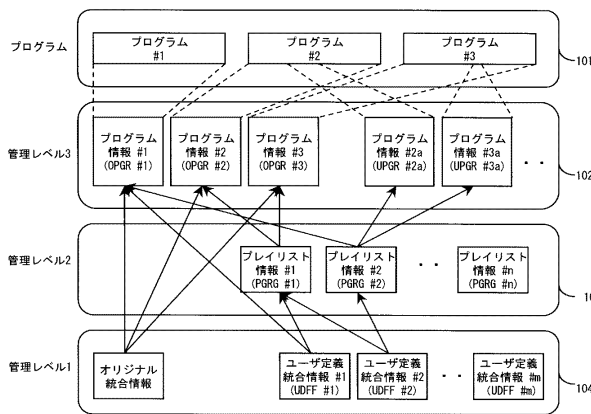 プログラム
プログラム
#1
プログラム
#2
プログラム
#3
101
管理レベル3
プログラム
情報 #1
(OPGR #1)
プログラム
情報 #2
(OPGR #2)
プログラム
情報 #3
(OPGR #3)
プログラム
情報 #2a
(UPGR #2a)
プログラム
情報 #3a
(UPGR #3a)
・・
102
管理レベル2
プレイリスト
情報 #1
(PGRG #1)
プレイリスト
情報 #2
(PGRG #2)
・・
プレイリスト
情報 #n
(PGRG #n)
管理レベル1
オリジナル
統合情報
ユーザ定義
統合情報 #1
(UDFF #1)
ユーザ定義
統合情報 #2
(UDFF #2)
・・
ユーザ定義
統合情報 #m
(UDFF #m)
104